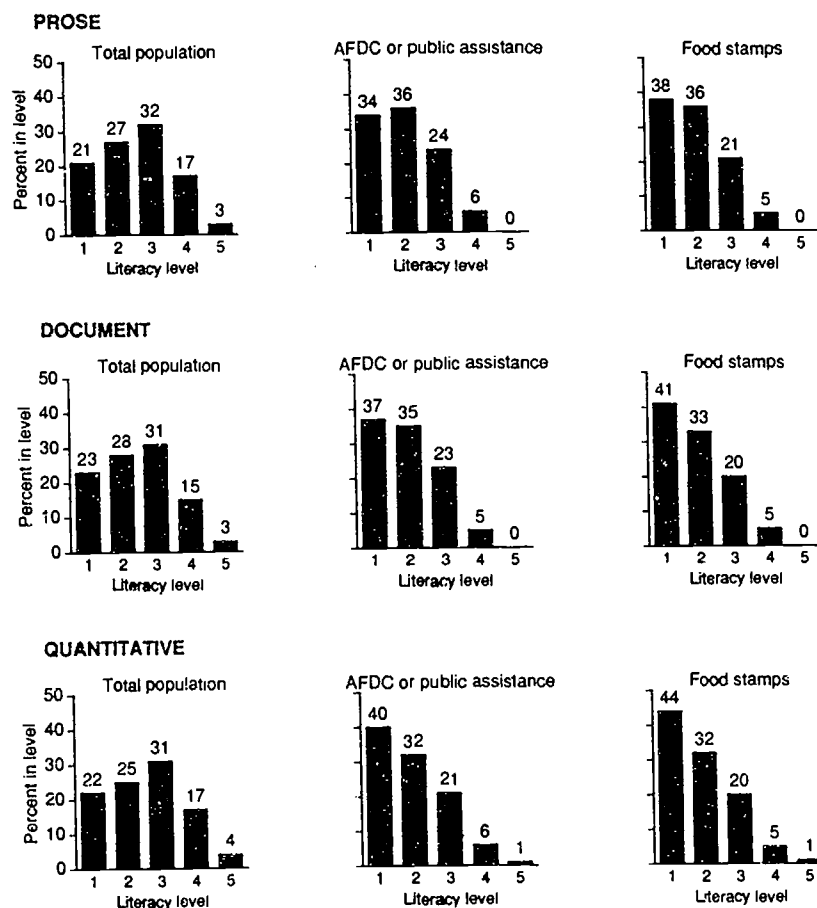 PROSE
Total population
AFDC or public assistance
Food stamps
Percent in level
50
40
30
20
10
0
21
27
32
17
3
1 2 3 4 5
Literacy level
34
36
24
6
0
1 2 3 4 5
Literacy level
38
36
21
5
0
1 2 3 4 5
Literacy level
DOCUMENT
Total population
AFDC or public assistance
Food stamps
Percent in level
50
40
30
20
10
0
23
28
31
15
3
1 2 3 4 5
Literacy level
37
35
23
5
0
1 2 3 4 5
Literacy level
41
33
20
5
0
1 2 3 4 5
Literacy level
QUANTITATIVE
Total population
AFDC or public assistance
Food stamps
Percent in level
50
40
30
20
10
0
22
25
31
17
4
1 2 3 4 5
Literacy level
40
32
21
6
1
1 2 3 4 5
Literacy level
44
32
20
5
1
1 2 3 4 5
Literacy level